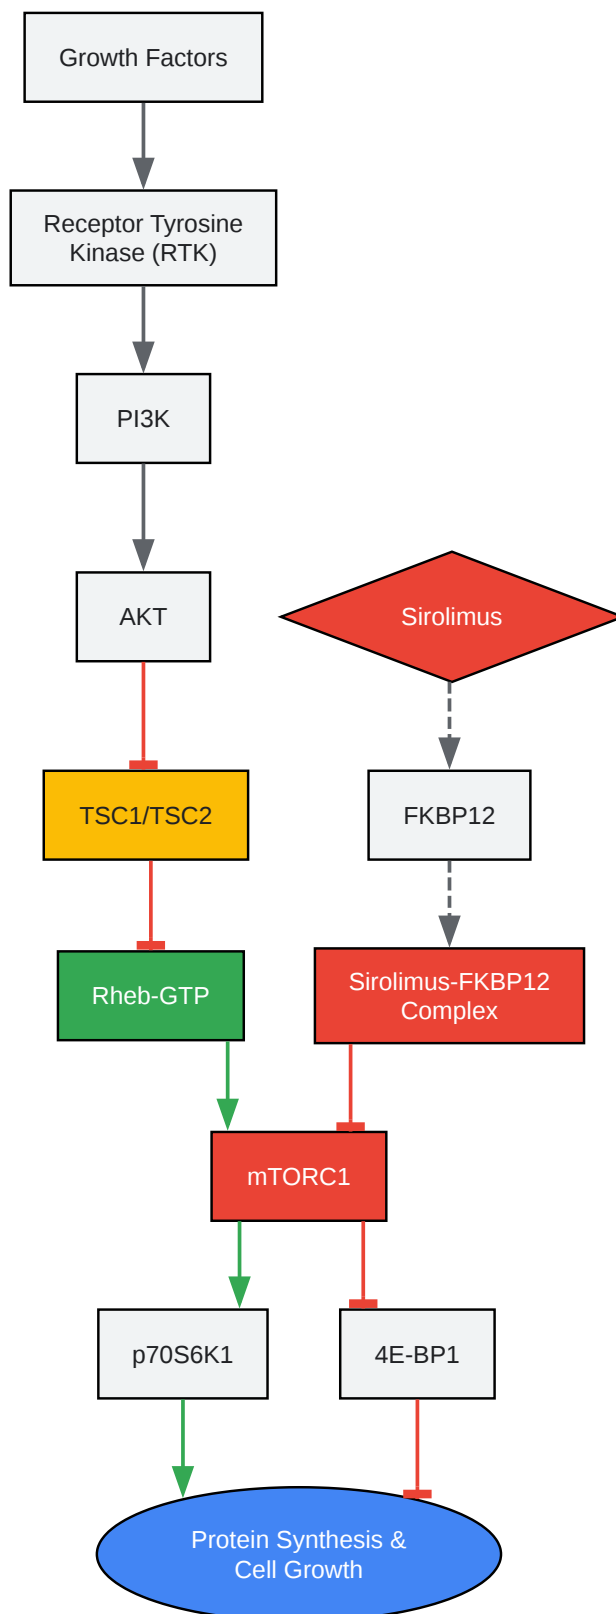 Growth Factors
Receptor Tyrosine
Kinase (RTK)
PI3K
AKT
Sirolimus
TSC1/TSC2
FKBP12
Rheb-GTP
Sirolimus-FKBP12
Complex
mTORC1
p70S6K1
4E-BP1
Protein Synthesis &
Cell Growth